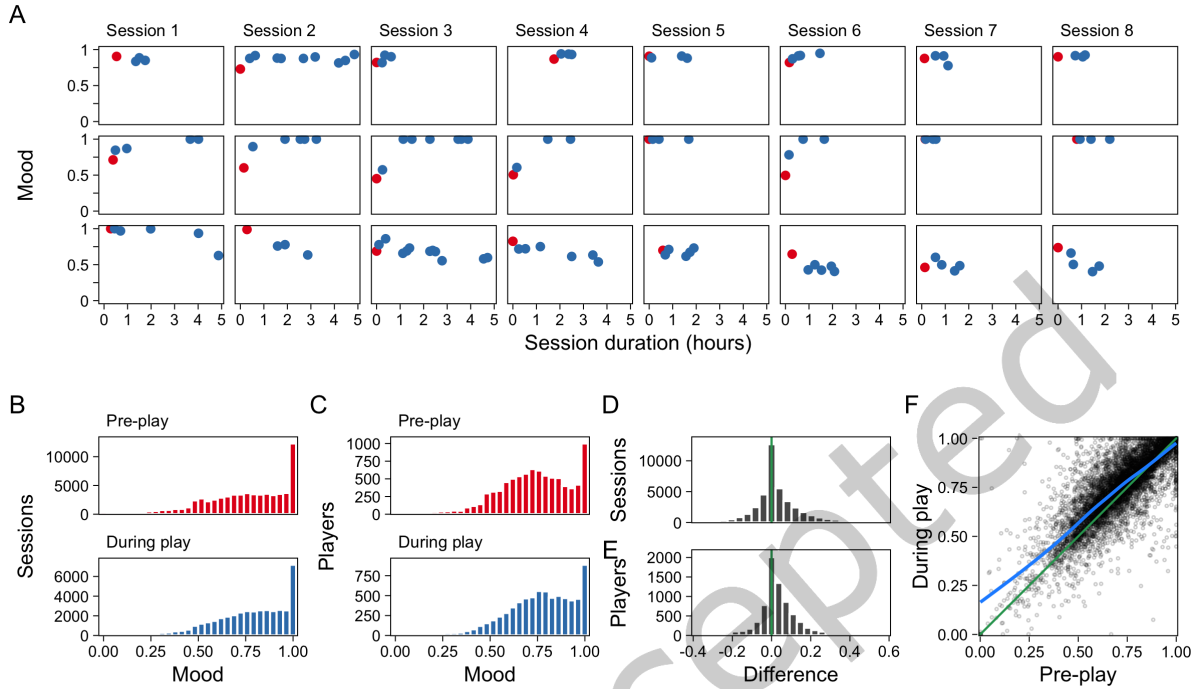 A
Session 1 Session 2 Session 3 Session 4 Session 5 Session 6 Session 7 Session 8
1
0.5
0
1
0.5
0
1
0.5
0
Mood
0 1 2 3 4 5 0 1 2 3 4 5 0 1 2 3 4 5 0 1 2 3 4 5 0 1 2 3 4 5 0 1 2 3 4 5 0 1 2 3 4 5 0 1 2 3 4 5
Session duration (hours)
B
Pre-play
10000
5000
0
During play
6000
4000
2000
0
Sessions
0.00 0.25 0.50 0.75 1.00
Mood
C
Pre-play
1000
750
500
250
0
During play
750
500
250
0
Players
0.00 0.25 0.50 0.75 1.00
Mood
D
10000
5000
0
Sessions
E
2000
1500
1000
500
0
Players
-0.4 -0.2 0.0 0.2 0.4 0.6
Difference
F
1.00
0.75
0.50
0.25
0.00
During play
0.00 0.25 0.50 0.75 1.00
Pre-play
cepted